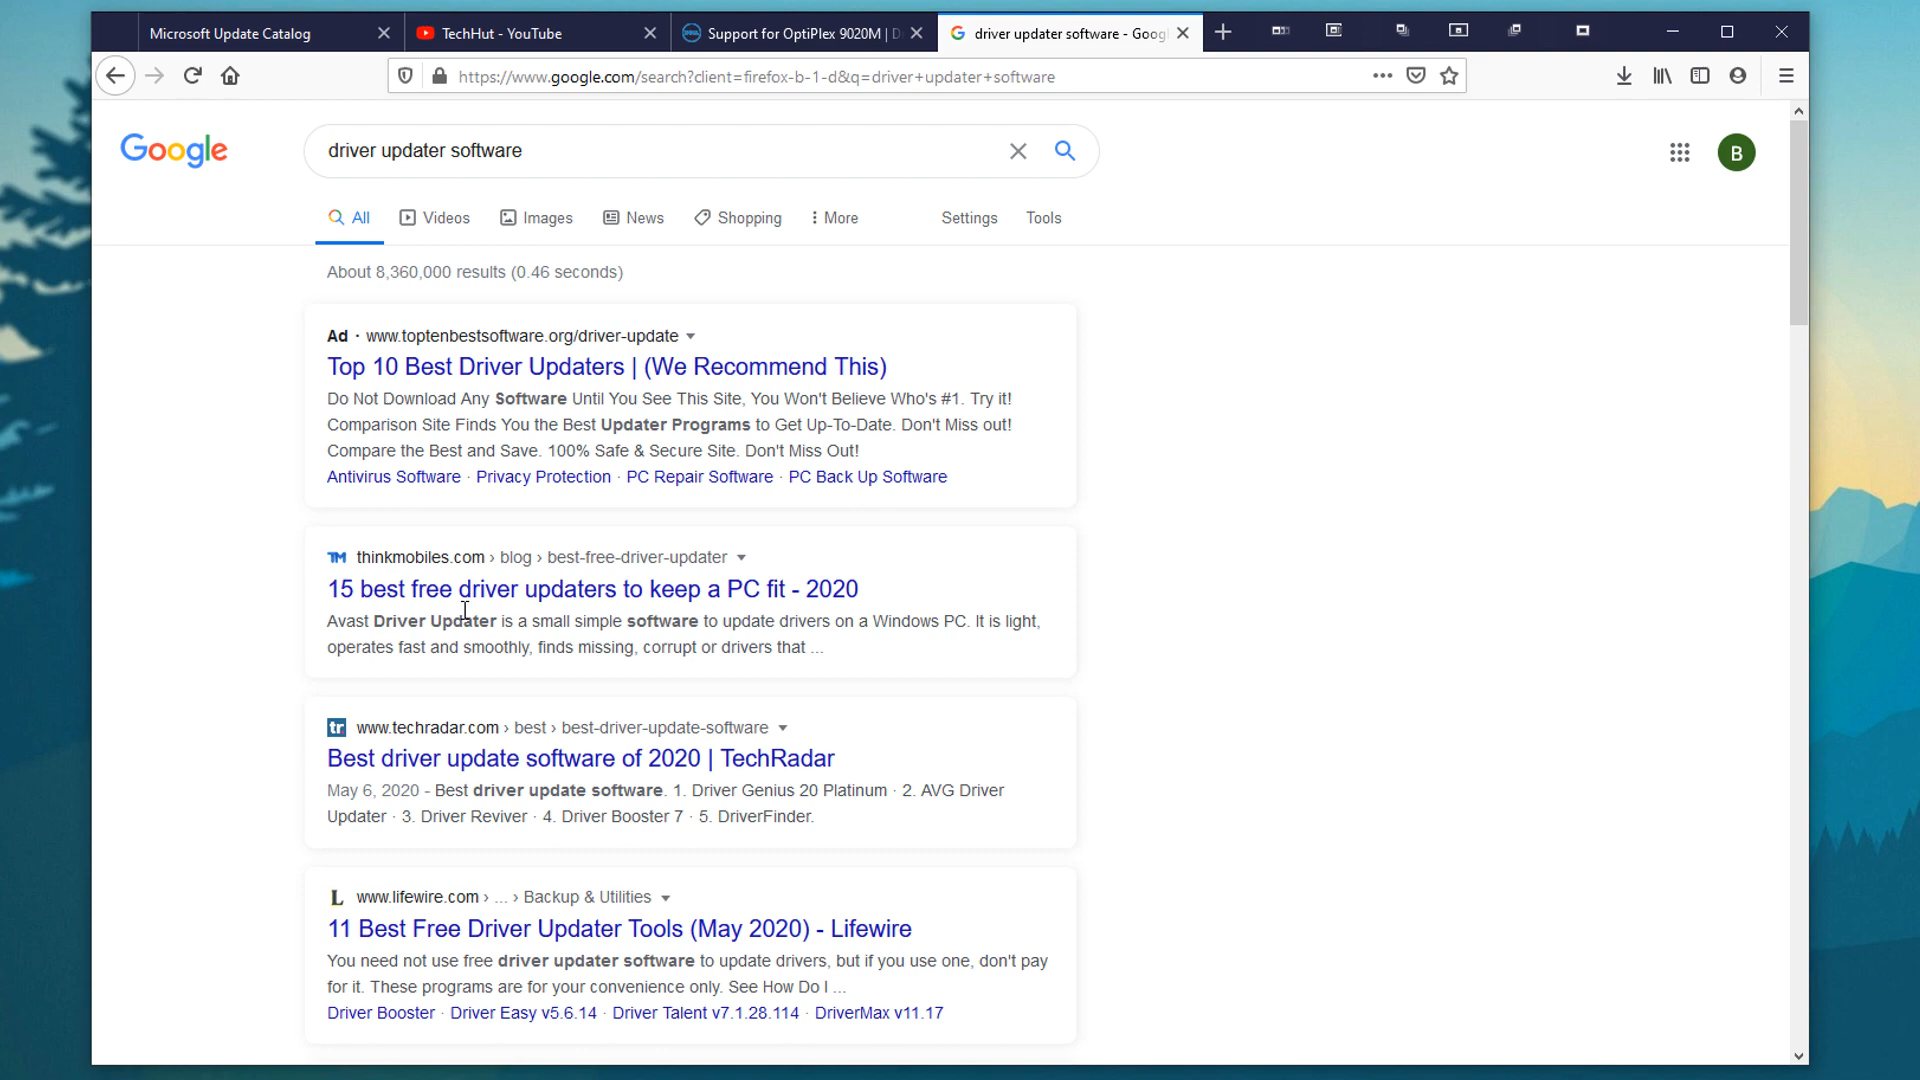 Microsoft Update Catalog
TechHut - YouTube
Support for OptiPlex 9020M | D
driver updater software - Goog
https://www.google.com/search?client=firefox-b-1-d&q=driver+updater+software
Google
driver updater software
B
All
Videos
Images
News
Shopping
More
Settings
Tools
About 8,360,000 results (0.46 seconds)
Ad · www.toptenbestsoftware.org/driver-update
Top 10 Best Driver Updaters | (We Recommend This)
Do Not Download Any Software Until You See This Site, You Won't Believe Who's #1. Try it!
Comparison Site Finds You the Best Updater Programs to Get Up-To-Date. Don't Miss out!
Compare the Best and Save. 100% Safe & Secure Site. Don't Miss Out!
Antivirus Software · Privacy Protection · PC Repair Software · PC Back Up Software
TM thinkmobiles.com › blog › best-free-driver-updater
15 best free driver updaters to keep a PC fit - 2020
Avast Driver Updater is a small simple software to update drivers on a Windows PC. It is light,
operates fast and smoothly, finds missing, corrupt or drivers that ...
tr. www.techradar.com › best › best-driver-update-software
Best driver update software of 2020 | TechRadar
May 6, 2020 - Best driver update software. 1. Driver Genius 20 Platinum · 2. AVG Driver
Updater · 3. Driver Reviver · 4. Driver Booster 7 · 5. DriverFinder.
L www.lifewire.com › ... › Backup & Utilities
11 Best Free Driver Updater Tools (May 2020) - Lifewire
You need not use free driver updater software to update drivers, but if you use one, don't pay
for it. These programs are for your convenience only. See How Do I ...
Driver Booster · Driver Easy v5.6.14 · Driver Talent v7.1.28.114 · DriverMax v11.17